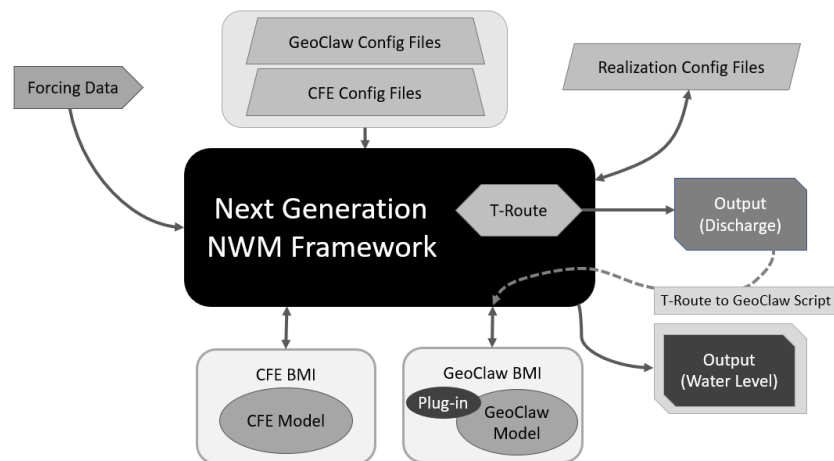 GeoClaw Config Files
CFE Config Files
Realization Config Files
Forcing Data
Next Generation
NWM Framework
T-Route
Output
(Discharge)
T-Route to GeoClaw Script
Output
(Water Level)
CFE BMI
CFE Model
GeoClaw BMI
Plug-in
GeoClaw
Model